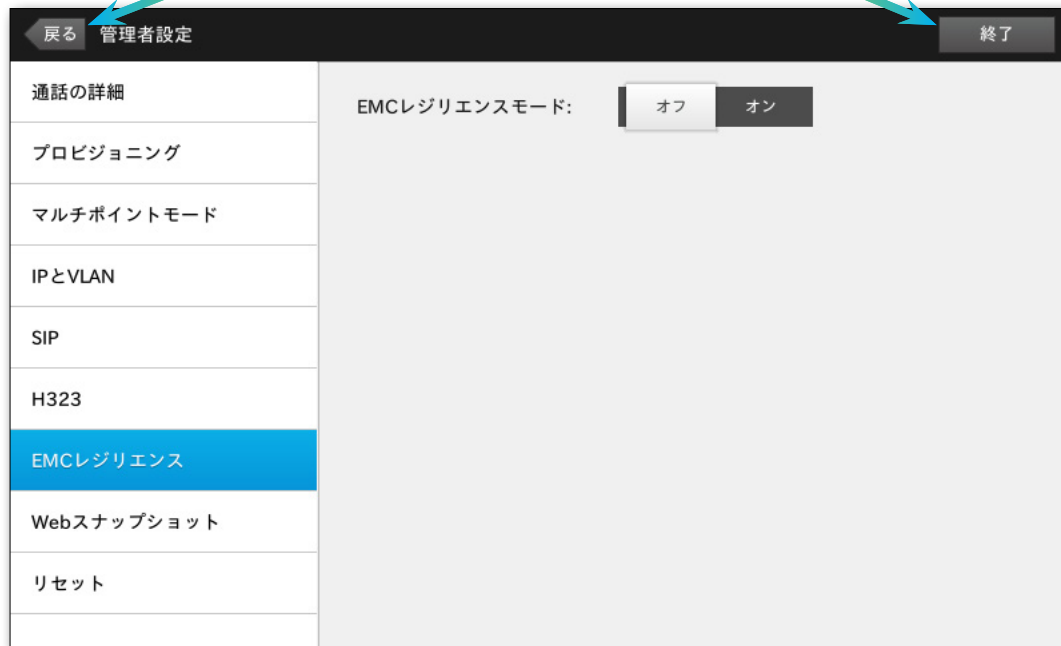 戻る 管理者設定 終了
通話の詳細
EMCレジリエンスモード: オフ オン
プロビジョニング
マルチポイントモード
IPとVLAN
SIP
H323
EMCレジリエンス
Webスナップショット
リセット